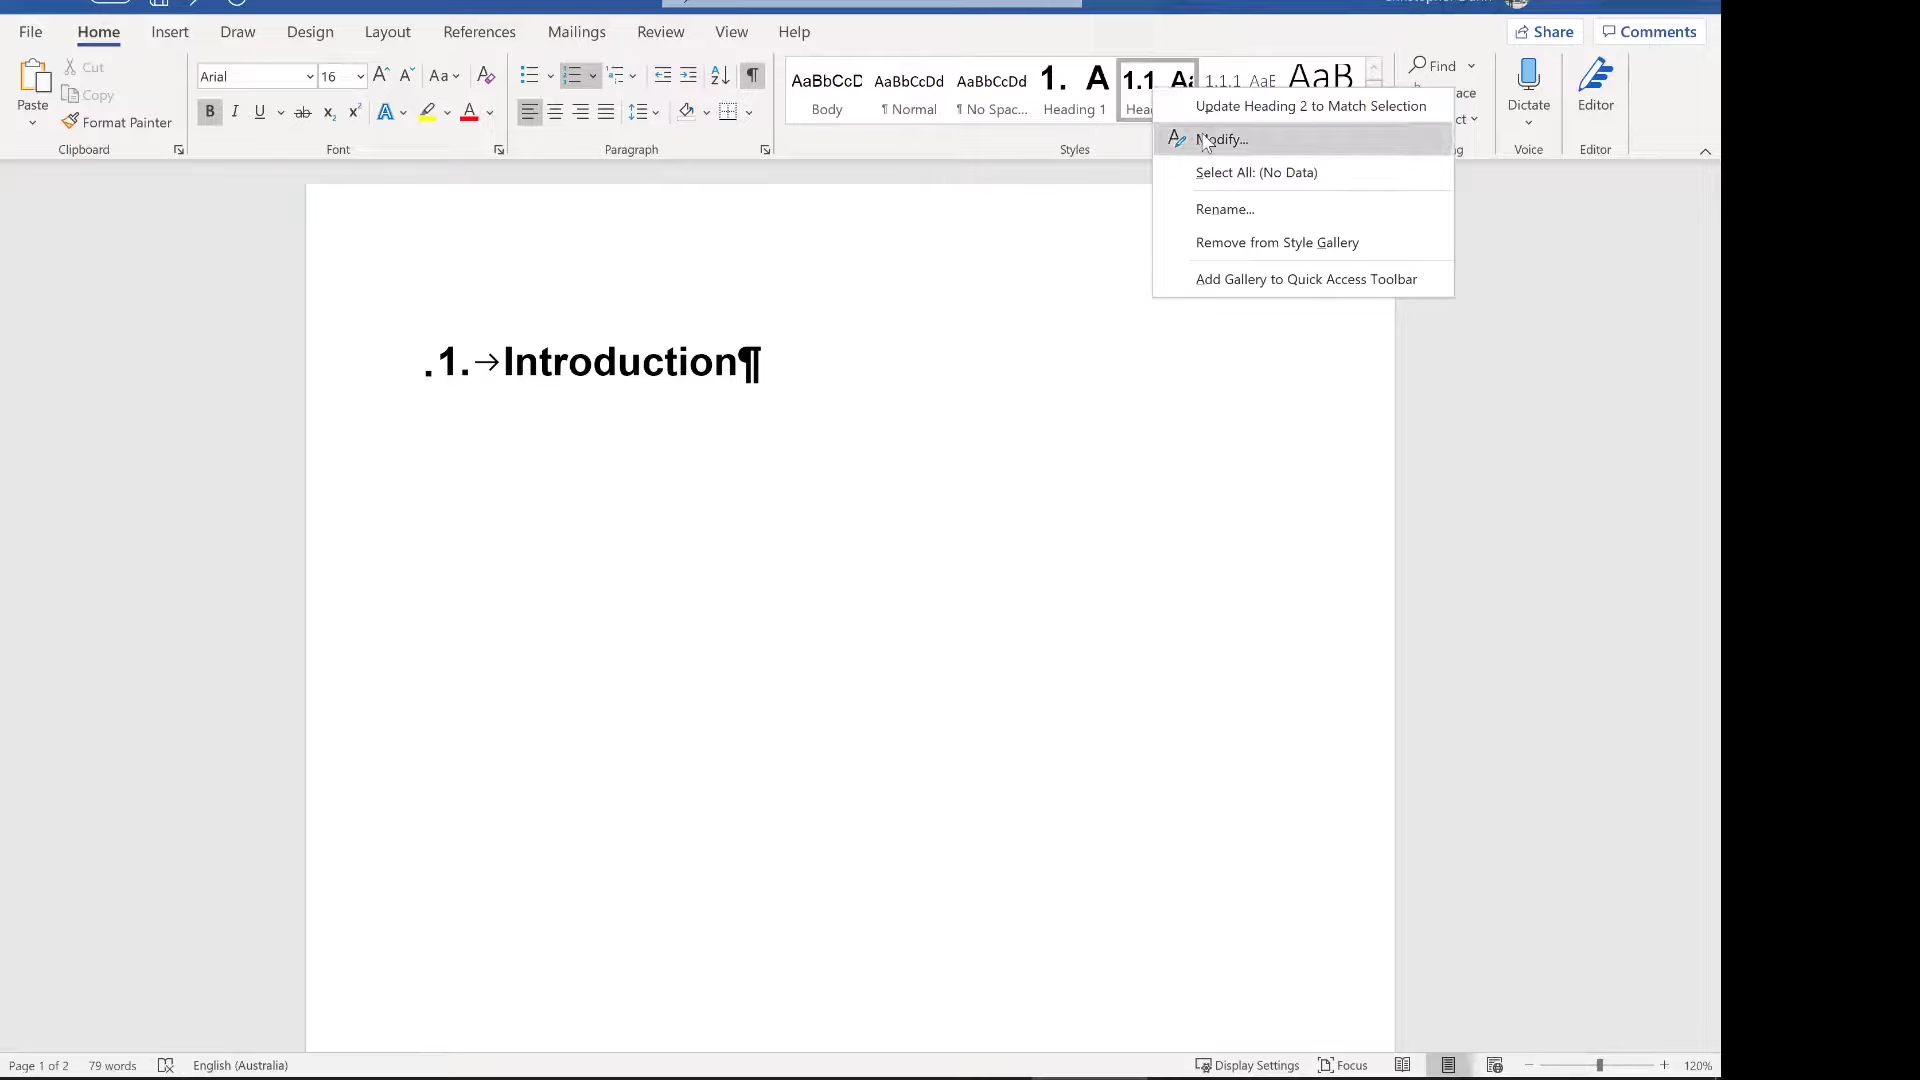 File Home Insert Draw Design Layout References Mailings Review View Help Share Comments
Paste Cut Copy Format Painter Clipboard
Arial 16 Aa Font
Paragraph
AaBbCcD AaBbCcDd AaBbCcDd 1. A 1.1 Aa 1.1.1 AaE AaB
Body ¶ Normal ¶ No Spac... Heading 1
Styles
Find
Dictate Voice
Editor Editor
Update Heading 2 to Match Selection
Modify...
Select All: (No Data)
Rename...
Remove from Style Gallery
Add Gallery to Quick Access Toolbar
.1.→Introduction¶
Page 1 of 2 79 words English (Australia) Display Settings Focus 120%